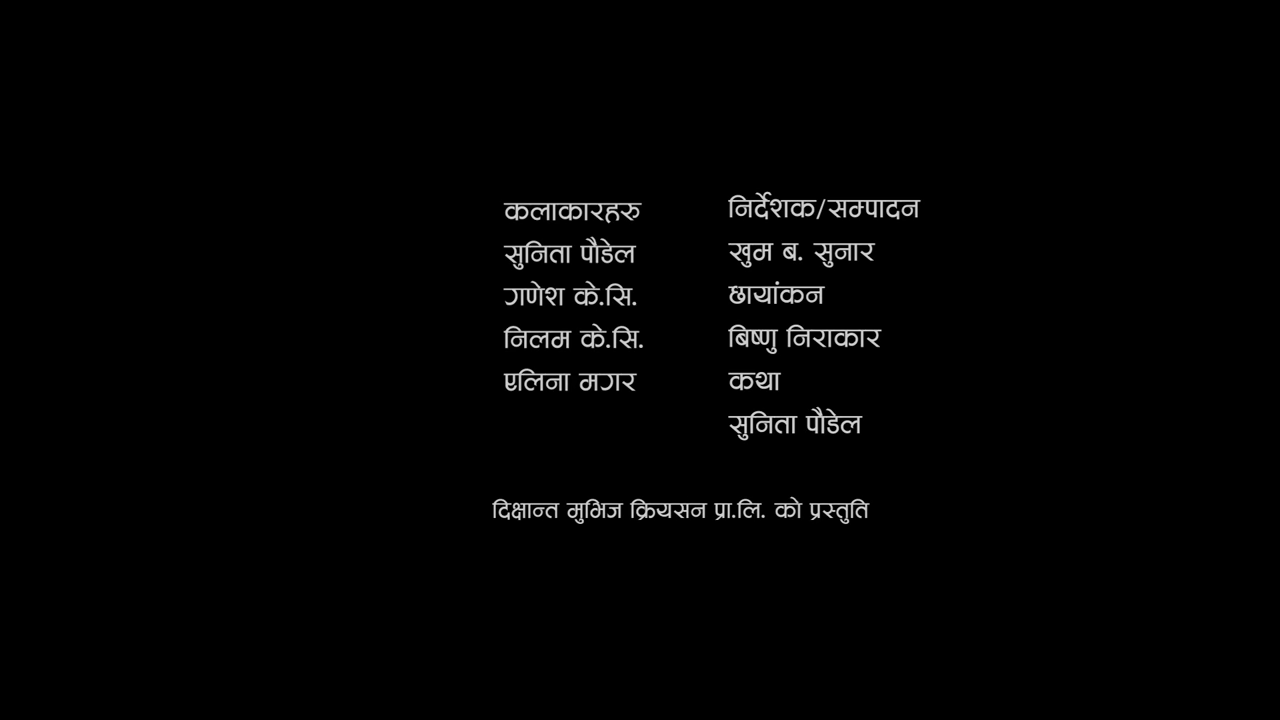 कलाकारहरु
सुनिता पौडेल
गणेश के.सि.
निलम के.सि.
एलिना मगर
निर्देशक/सम्पादन
खुम ब. सुनार
छायांकन
बिष्णु निराकार
कथा
सुनिता पौडेल
दिक्षान्त मुभिज क्रियसन प्रा.लि. को प्रस्तुति